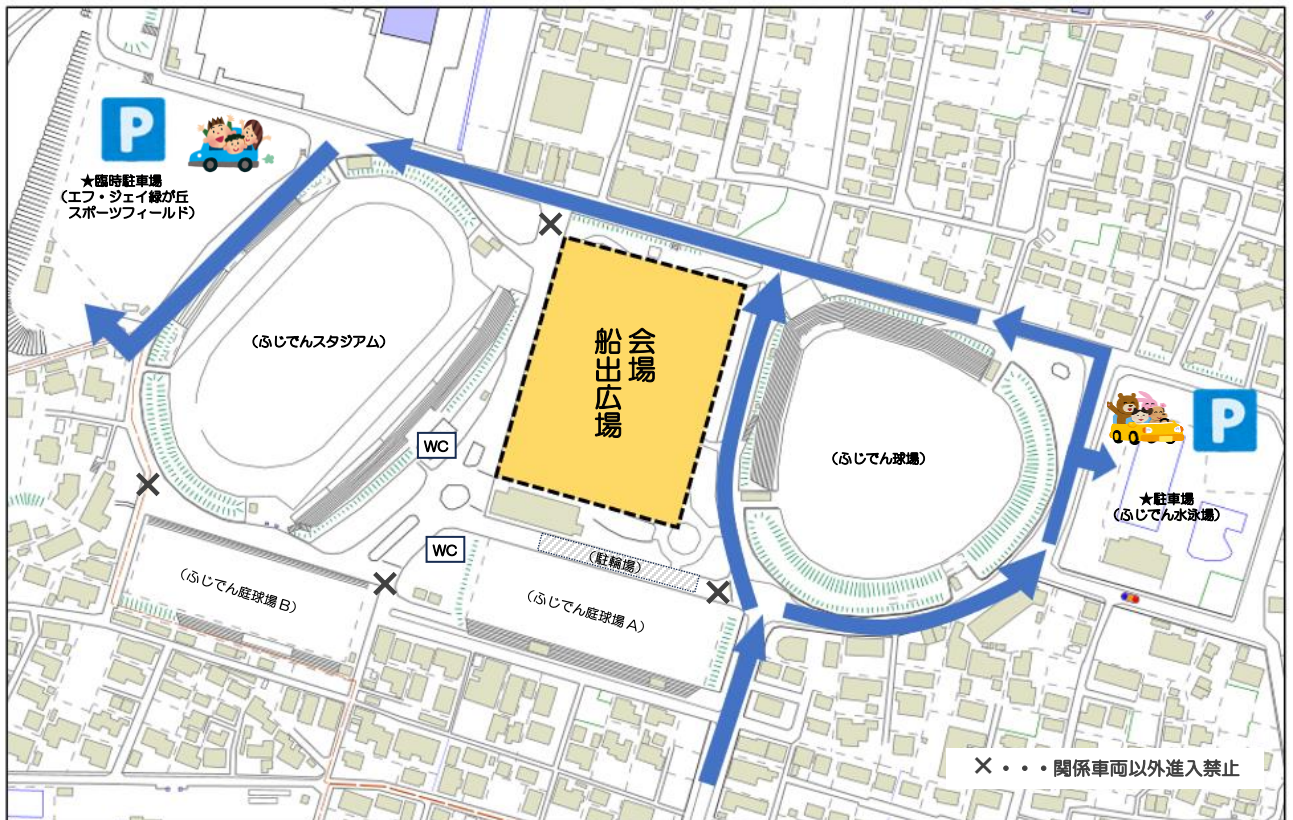 P
★臨時駐車場
(エフ・ジェイ緑が丘
スポーツフィールド)
(ふじでんスタジアム)
会場
船出広場
WC
WC
(駐輪場)
(ふじでん庭球場B)
(ふじでん庭球場A)
(ふじでん球場)
P
★駐車場
(ふじでん水泳場)
×・・・関係車両以外進入禁止